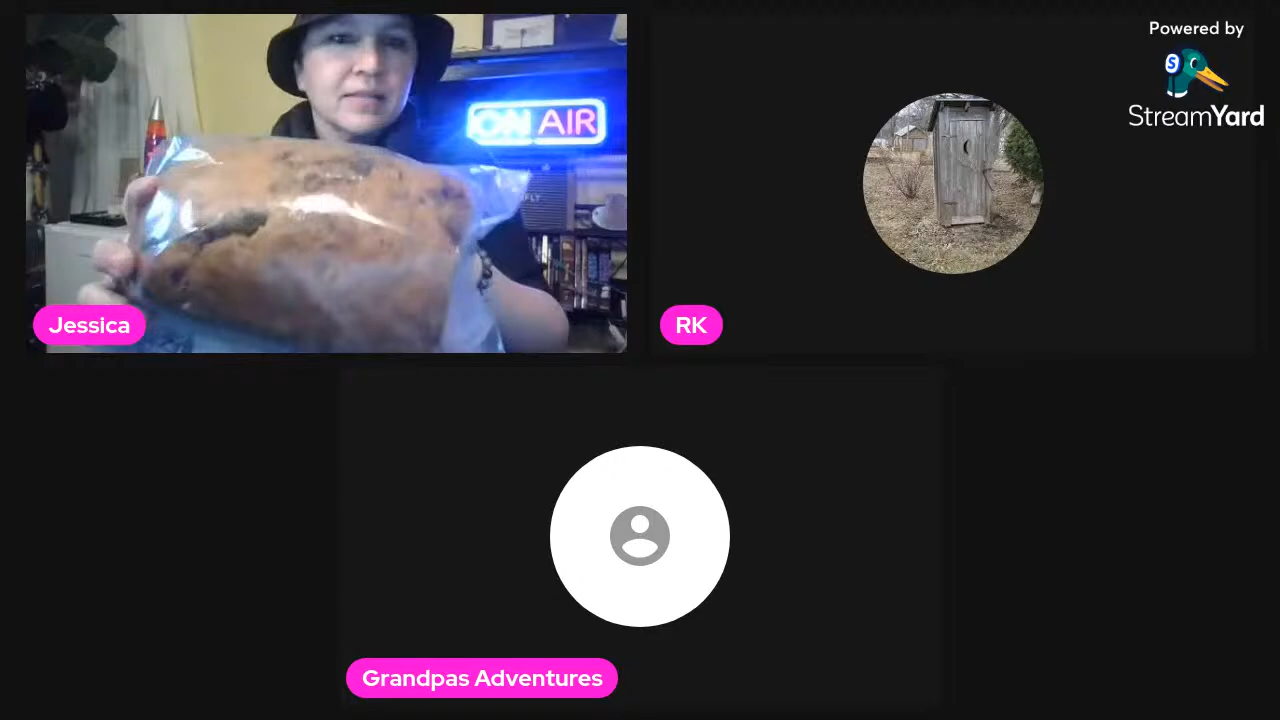 Powered by
StreamYard
ON AIR
Jessica
RK
Grandpas Adventures